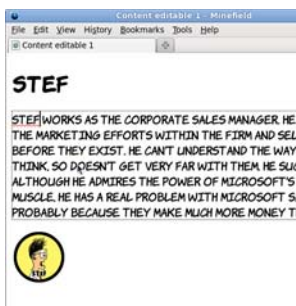 Content editable 1 - Minefield
File Edit View History Bookmarks Tools Help
Content editable 1
STEF
STEF WORKS AS THE CORPORATE SALES MANAGER. HE
THE MARKETING EFFORTS WITHIN THE FIRM AND SEL
BEFORE THEY EXIST. HE CAN'T UNDERSTAND THE WAY
THINK, SO DOESN'T GET VERY FAR WITH THEM. HE SUC
ALTHOUGH HE ADMIRES THE POWER OF MICROSOFT'S
MUSCLE, HE HAS A REAL PROBLEM WITH MICROSOFT S
PROBABLY BECAUSE THEY MAKE MUCH MORE MONEY T